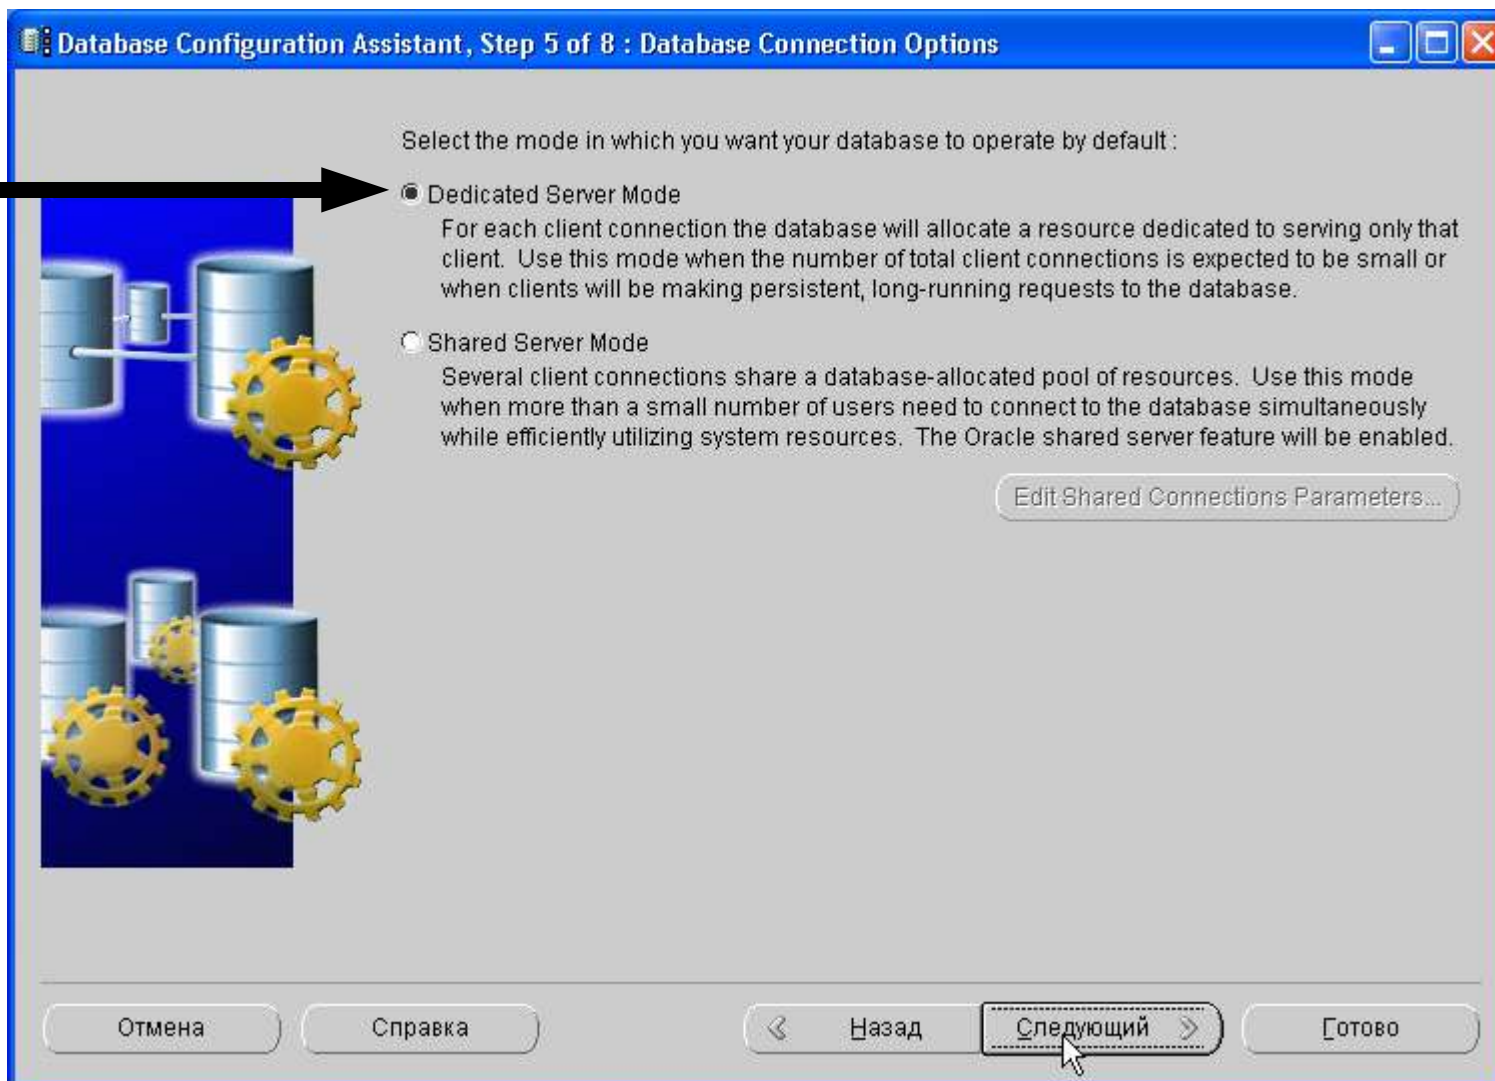 Database Configuration Assistant, Step 5 of 8 : Database Connection Options
Select the mode in which you want your database to operate by default :
Dedicated Server Mode
For each client connection the database will allocate a resource dedicated to serving only that
client. Use this mode when the number of total client connections is expected to be small or
when clients will be making persistent, long-running requests to the database.
Shared Server Mode
Several client connections share a database-allocated pool of resources. Use this mode
when more than a small number of users need to connect to the database simultaneously
while efficiently utilizing system resources. The Oracle shared server feature will be enabled.
Edit Shared Connections Parameters...
Отмена Справка Назад Следующий Готово